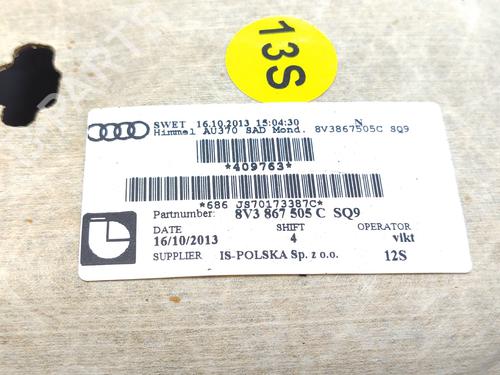 13S
SWET 16.10.2013 15:04:30 N
Himmel AU370 SAD Mond. 8V3867505C SQ9
*409763*
*686 JS70173387C*
Partnumber: 8V3 867 505 C SQ9
DATE SHIFT OPERATOR
16/10/2013 4 vlkt
SUPPLIER IS-POLSKA Sp. z o.o. 12S